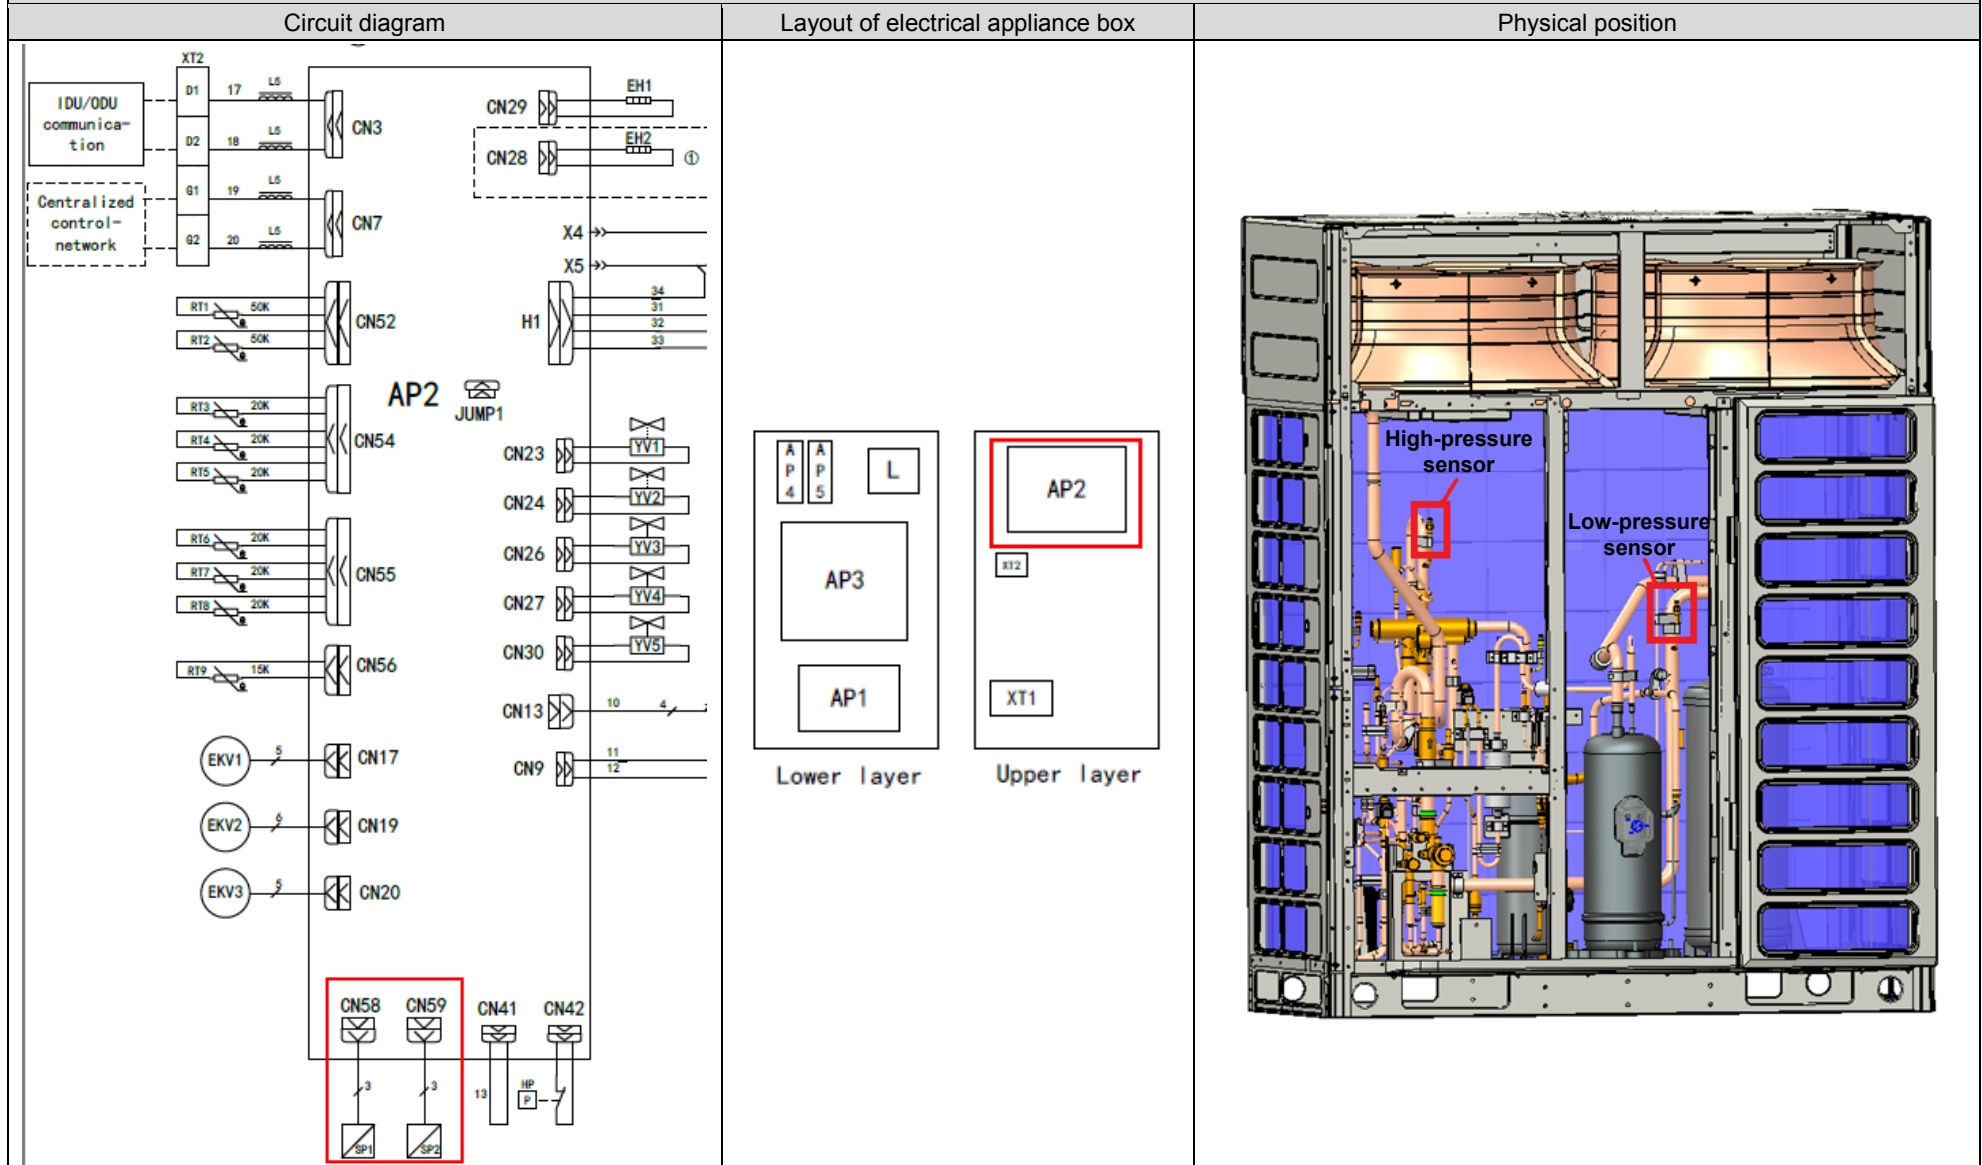 Circuit diagram
Layout of electrical appliance box
Physical position
XT2
IDU/ODU
communica-
tion
D1
17
L5
D2
18
L5
CN3
Centralized
control-
network
G1
19
L5
G2
20
L5
CN7
CN29
EH1
CN28
EH2
①
X4
X5
H1
34
31
32
33
RT1
50K
RT2
50K
CN52
AP2
JUMP1
RT3
20K
RT4
20K
RT5
20K
CN54
RT6
20K
RT7
20K
RT8
20K
CN55
RT9
15K
CN56
CN23
YV1
CN24
YV2
CN26
YV3
CN27
YV4
CN30
YV5
CN13
10
4
CN9
11
12
EKV1
5
CN17
EKV2
6
CN19
EKV3
5
CN20
CN58
CN59
CN41
CN42
3
3
13
HP
P
SP1
SP2
AP4
AP5
L
AP3
AP1
Lower layer
AP2
XT2
XT1
Upper layer
High-pressure
sensor
Low-pressure
sensor